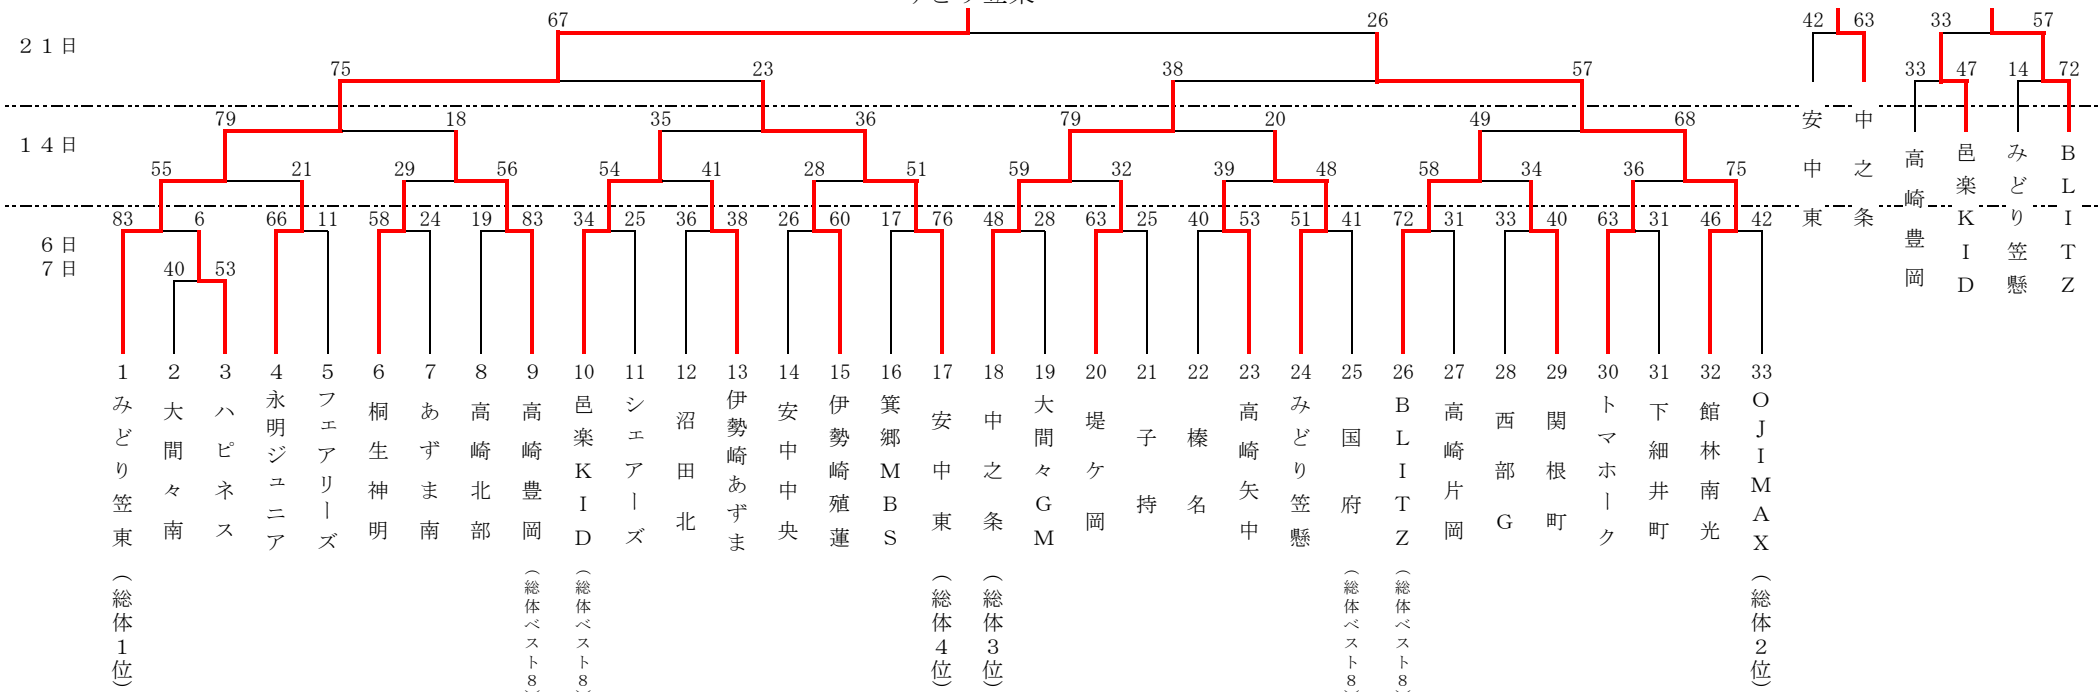 67 26 42 63 33 57
２１日
75 23 38 57 33 47 14 72
79 18 35 36 79 20 49 68
１４日
55 21 29 56 54 41 28 51 59 32 39 48 58 34 36 75
83 6 66 11 58 24 19 83 34 25 36 38 26 60 17 76 48 28 63 25 40 53 51 41 72 31 33 40 63 31 46 42
６日
７日
40 53
安中東
中之条
高崎豊岡
邑楽KID
みどり笠懸
BLITZ
1 みどり笠東（総体１位）
2 大間々南
3 ハピネス
4 永明ジュニア
5 フェアリーズ
6 桐生神明
7 あずま南
8 高崎北部
9 高崎豊岡（総体ベスト8）
10 邑楽KID（総体ベスト8）
11 シェアーズ
12 沼田北
13 伊勢崎あずま
14 安中中央
15 伊勢崎殖蓮
16 箕郷MBS
17 安中東（総体４位）
18 中之条（総体３位）
19 大間々GM
20 堤ケ岡
21 子持
22 榛名
23 高崎矢中
24 みどり笠懸
25 国府（総体ベスト8）
26 BLITZ（総体ベスト8）
27 高崎片岡
28 西部G
29 関根町
30 トマホーク
31 下細井町
32 館林南光
33 OJIMAX（総体２位）